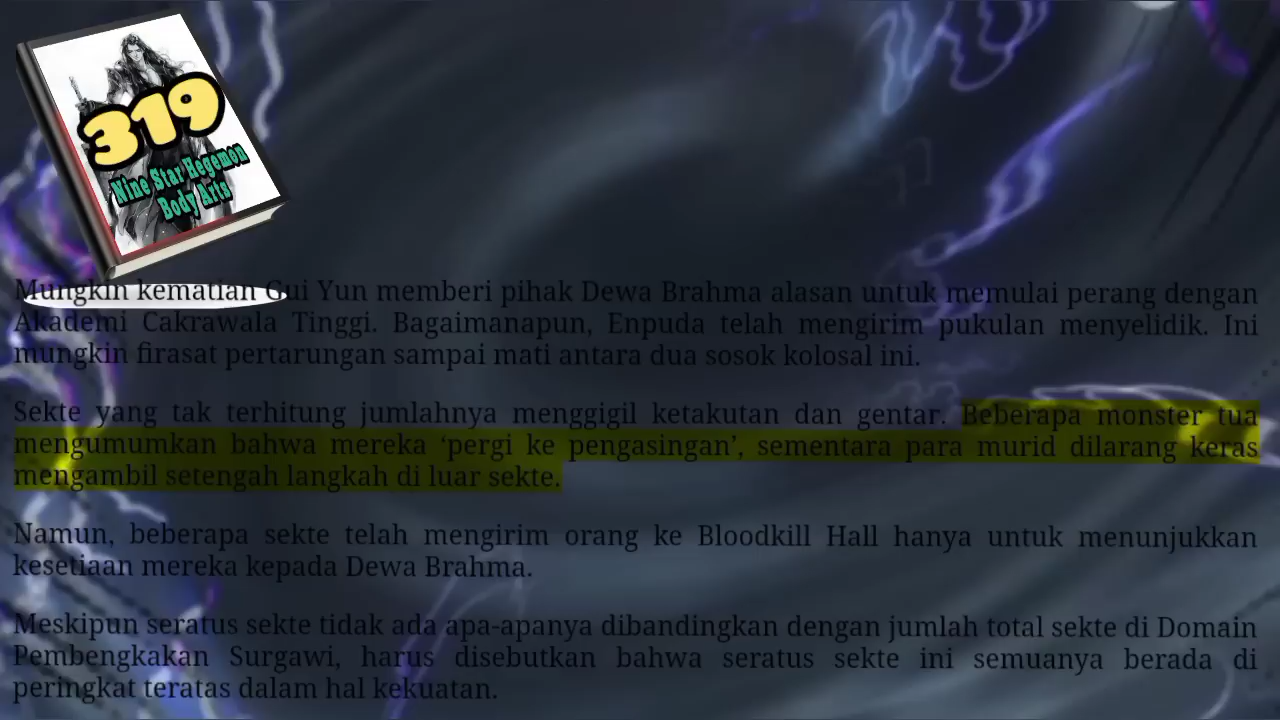 319
Nine Star Hegemon
Body Arts
Mungkin kematian Gui Yun memberi pihak Dewa Brahma alasan untuk memulai perang dengan
Akademi Cakrawala Tinggi. Bagaimanapun, Enpuda telah mengirim pukulan menyelidik. Ini
mungkin firasat pertarungan sampai mati antara dua sosok kolosal ini.
Sekte yang tak terhitung jumlahnya menggigil ketakutan dan gentar. Beberapa monster tua
mengumumkan bahwa mereka ‘pergi ke pengasingan’, sementara para murid dilarang keras
mengambil setengah langkah di luar sekte.
Namun, beberapa sekte telah mengirim orang ke Bloodkill Hall hanya untuk menunjukkan
kesetiaan mereka kepada Dewa Brahma.
Meskipun seratus sekte tidak ada apa-apanya dibandingkan dengan jumlah total sekte di Domain
Pembengkakan Surgawi, harus disebutkan bahwa seratus sekte ini semuanya berada di
peringkat teratas dalam hal kekuatan.